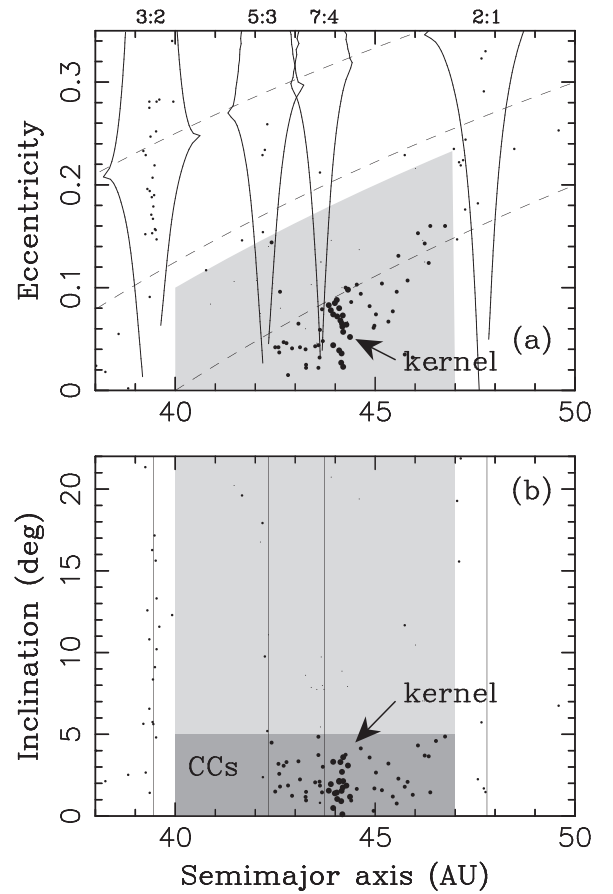 3:2 5:3 7:4 2:1
0.3
0.2
0.1
0
Eccentricity
(a)
kernel
40 45 50
20
15
10
5
0
Inclination (deg)
(b)
kernel
CCs
40 45 50
Semimajor axis (AU)